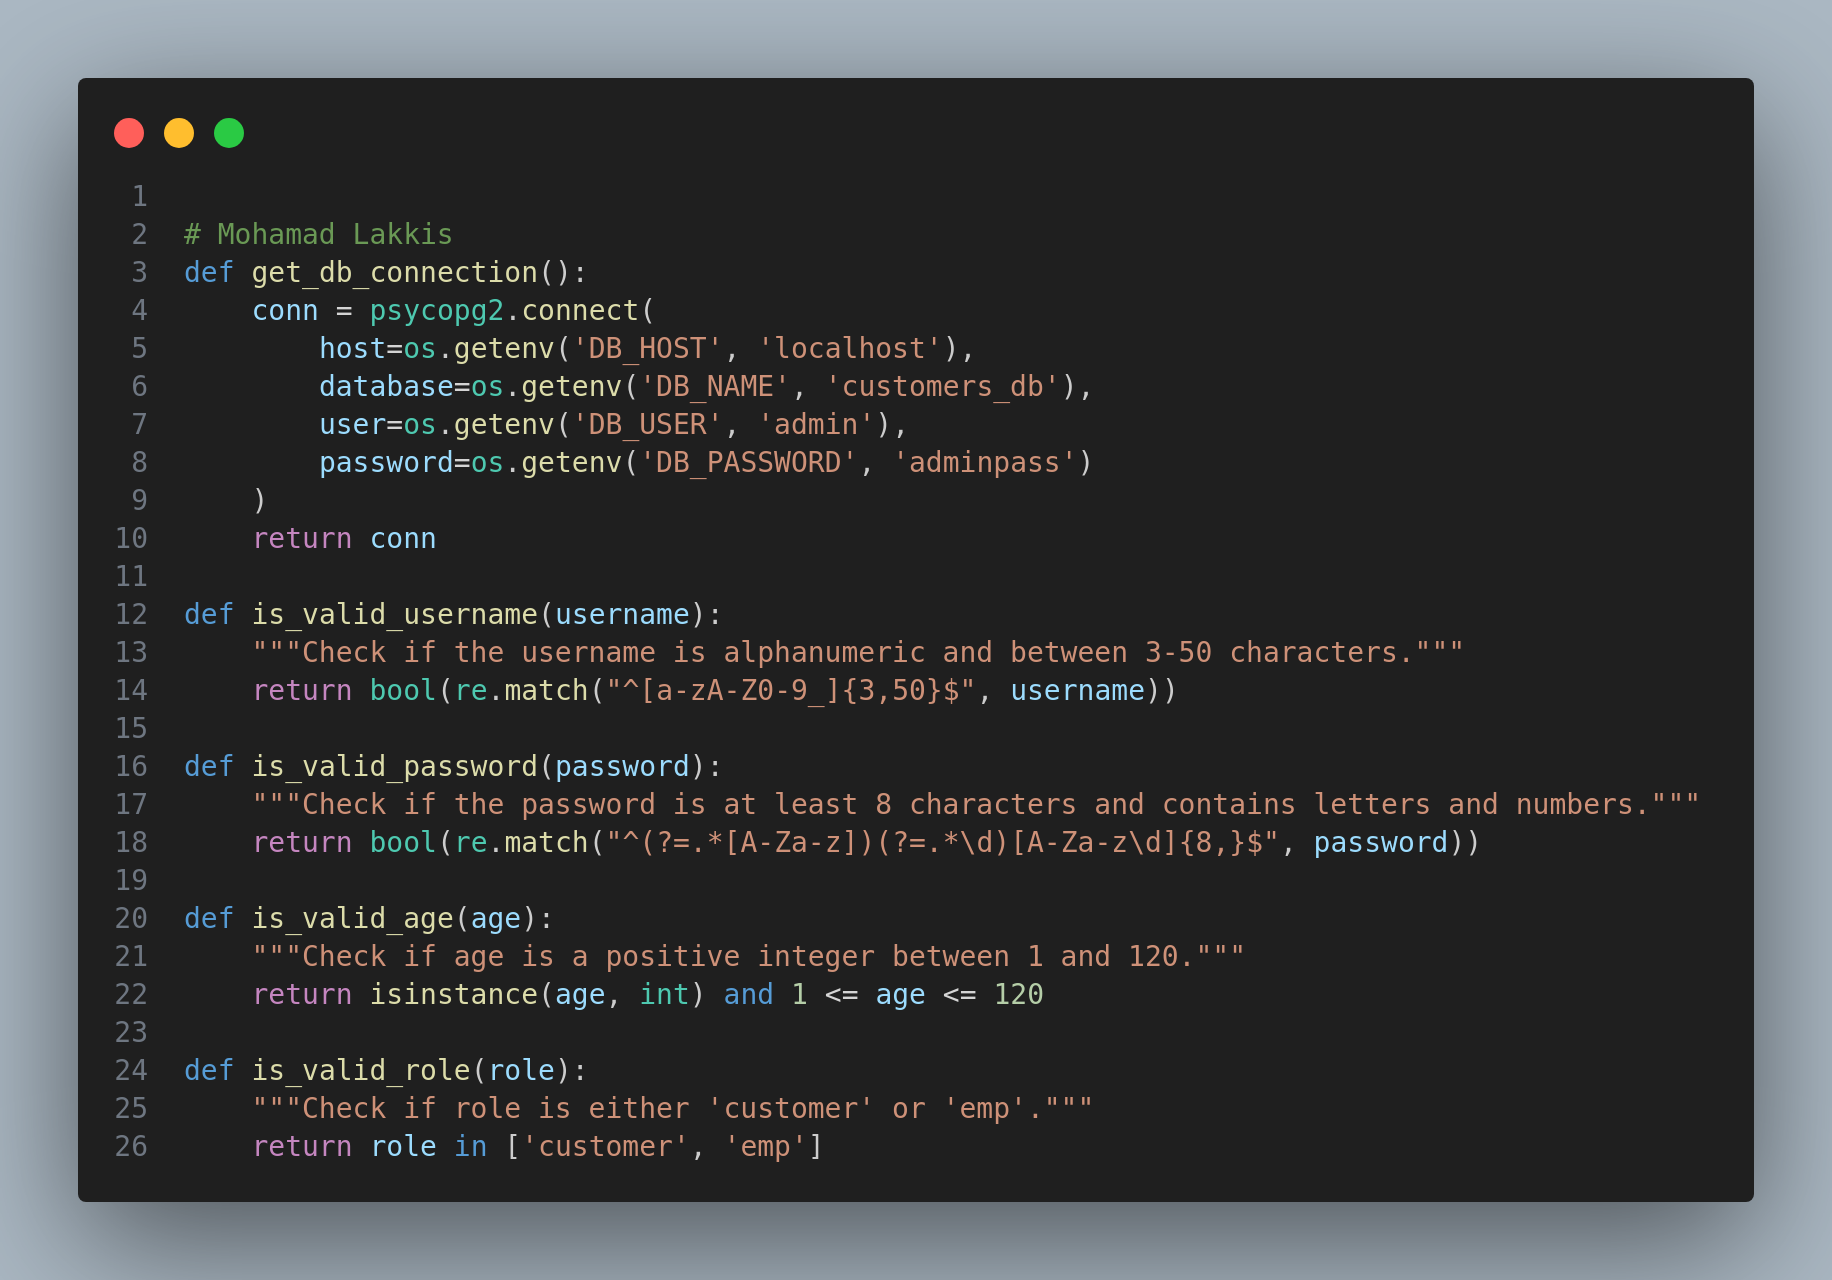 1
2 # Mohamad Lakkis
3 def get_db_connection():
4     conn = psycopg2.connect(
5         host=os.getenv('DB_HOST', 'localhost'),
6         database=os.getenv('DB_NAME', 'customers_db'),
7         user=os.getenv('DB_USER', 'admin'),
8         password=os.getenv('DB_PASSWORD', 'adminpass')
9     )
10     return conn
11
12 def is_valid_username(username):
13     """Check if the username is alphanumeric and between 3-50 characters."""
14     return bool(re.match("^[a-zA-Z0-9_]{3,50}$", username))
15
16 def is_valid_password(password):
17     """Check if the password is at least 8 characters and contains letters and numbers."""
18     return bool(re.match("^(?=.*[A-Za-z])(?=.*\d)[A-Za-z\d]{8,}$", password))
19
20 def is_valid_age(age):
21     """Check if age is a positive integer between 1 and 120."""
22     return isinstance(age, int) and 1 <= age <= 120
23
24 def is_valid_role(role):
25     """Check if role is either 'customer' or 'emp'."""
26     return role in ['customer', 'emp']